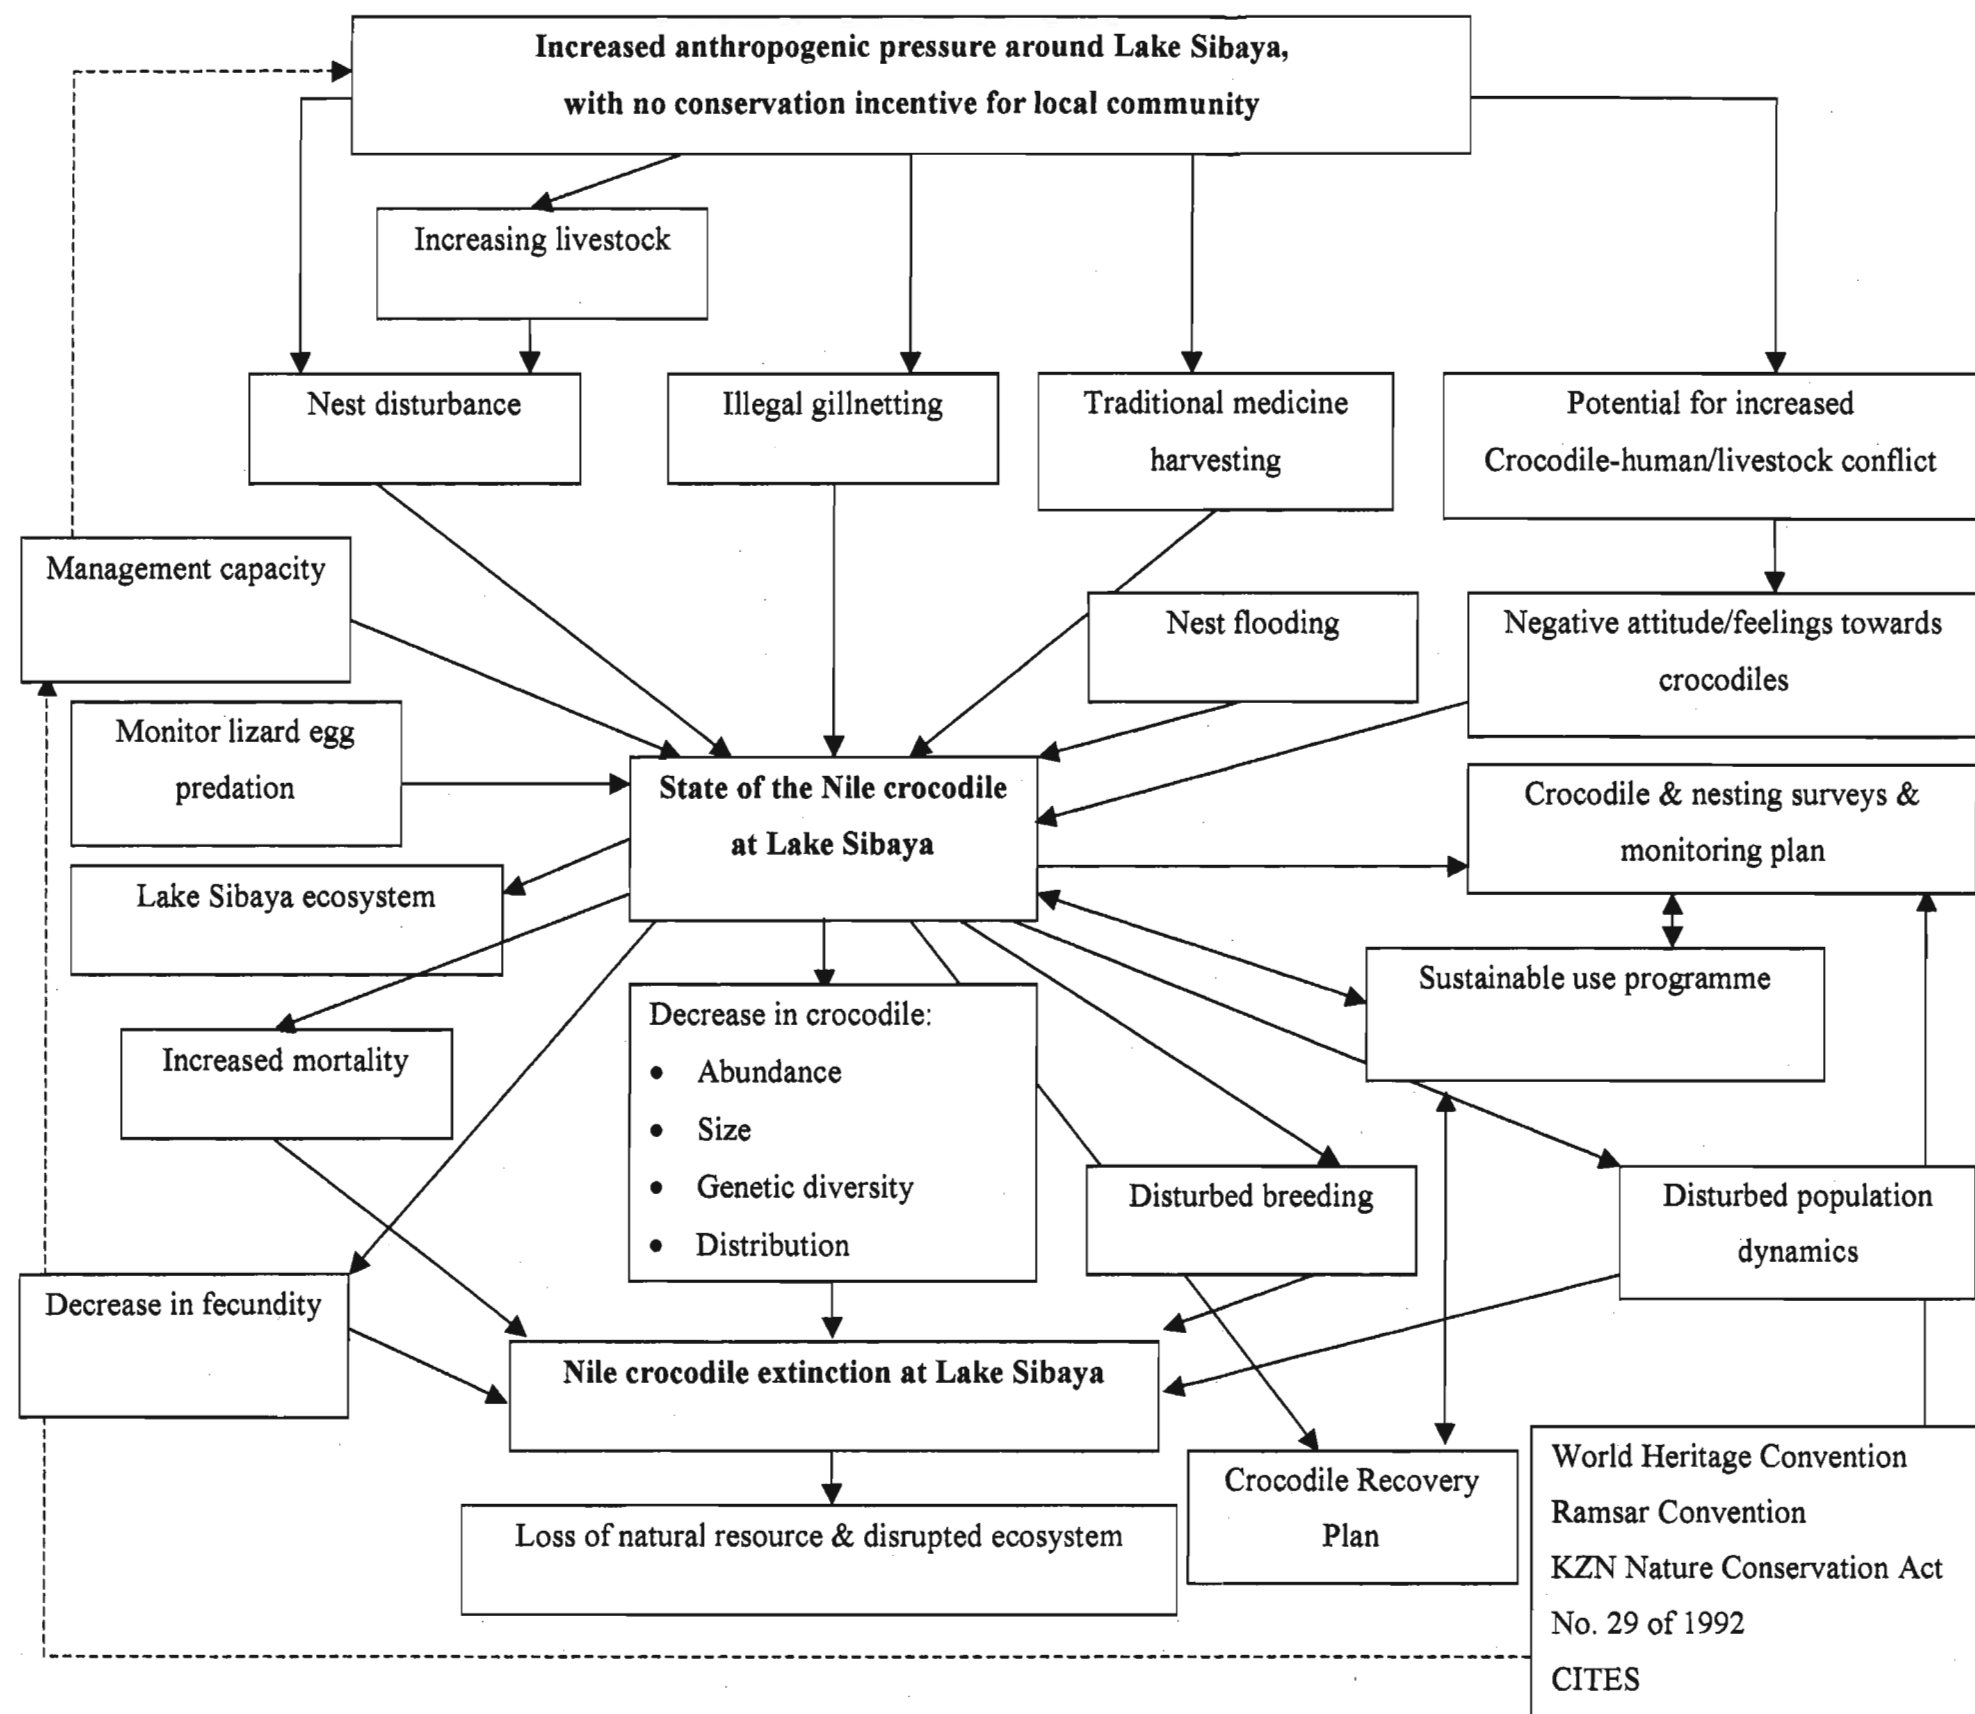 Increased anthropogenic pressure around Lake Sibaya,
with no conservation incentive for local community
Increasing livestock
Nest disturbance
Illegal gillnetting
Traditional medicine
harvesting
Potential for increased
Crocodile-human/livestock conflict
Management capacity
Nest flooding
Negative attitude/feelings towards
crocodiles
Monitor lizard egg
predation
State of the Nile crocodile
at Lake Sibaya
Crocodile & nesting surveys &
monitoring plan
Lake Sibaya ecosystem
Sustainable use programme
Increased mortality
Decrease in crocodile:
• Abundance
• Size
• Genetic diversity
• Distribution
Disturbed breeding
Disturbed population
dynamics
Decrease in fecundity
Nile crocodile extinction at Lake Sibaya
Crocodile Recovery
Plan
Loss of natural resource & disrupted ecosystem
World Heritage Convention
Ramsar Convention
KZN Nature Conservation Act
No. 29 of 1992
CITES